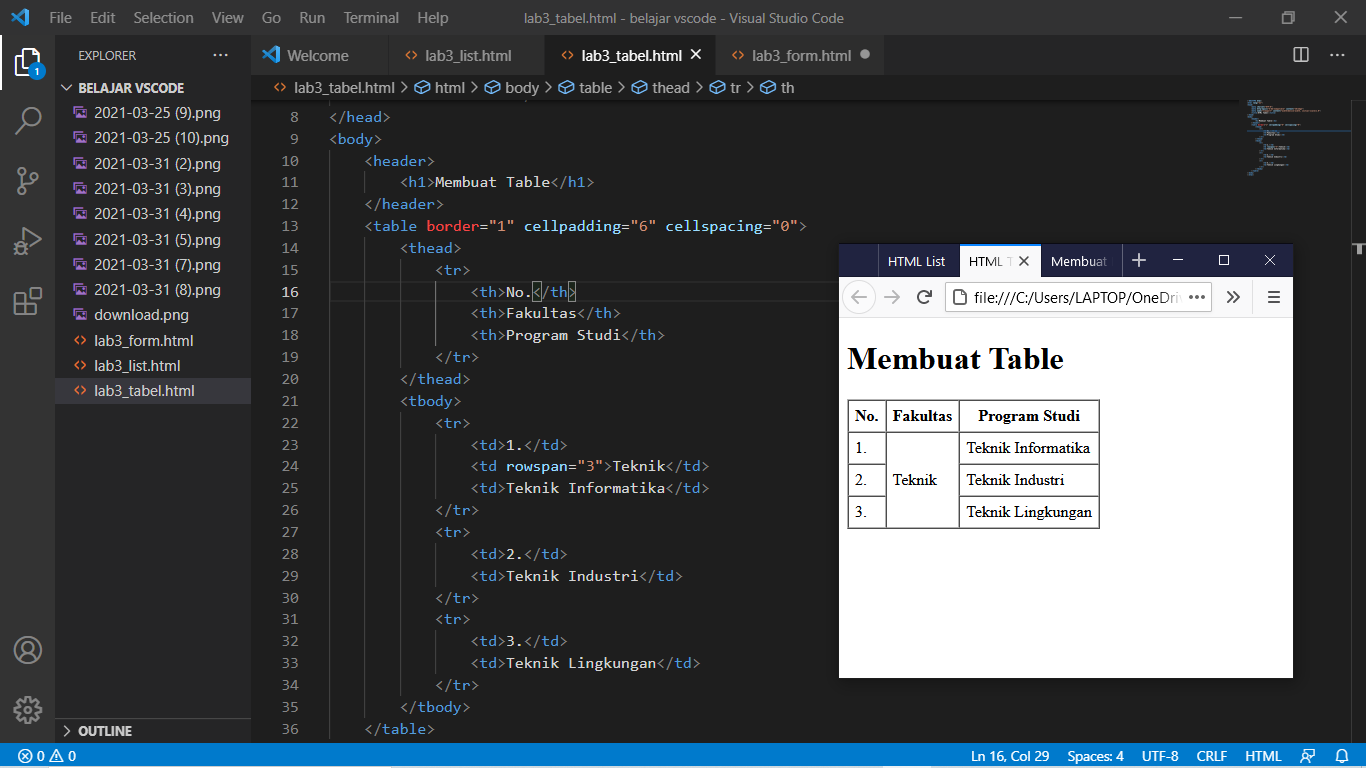 File Edit Selection View Go Run Terminal Help lab3_tabel.html - belajar vscode - Visual Studio Code
1
EXPLORER ···
BELAJAR VSCODE
2021-03-25 (9).png
2021-03-25 (10).png
2021-03-31 (2).png
2021-03-31 (3).png
2021-03-31 (4).png
2021-03-31 (5).png
2021-03-31 (7).png
2021-03-31 (8).png
download.png
lab3_form.html
lab3_list.html
lab3_tabel.html
OUTLINE
Welcome lab3_list.html lab3_tabel.html lab3_form.html
lab3_tabel.html > html > body > table > thead > tr > th
8 </head>
9 <body>
10 <header>
11 <h1>Membuat Table</h1>
12 </header>
13 <table border="1" cellpadding="6" cellspacing="0">
14 <thead>
15 <tr>
16 <th>No.</th>
17 <th>Fakultas</th>
18 <th>Program Studi</th>
19 </tr>
20 </thead>
21 <tbody>
22 <tr>
23 <td>1.</td>
24 <td rowspan="3">Teknik</td>
25 <td>Teknik Informatika</td>
26 </tr>
27 <tr>
28 <td>2.</td>
29 <td>Teknik Industri</td>
30 </tr>
31 <tr>
32 <td>3.</td>
33 <td>Teknik Lingkungan</td>
34 </tr>
35 </tbody>
36 </table>
HTML List HTML T Membuat
file:///C:/Users/LAPTOP/OneDri
Membuat Table
No. Fakultas Program Studi
1. Teknik Informatika
2. Teknik Teknik Industri
3. Teknik Lingkungan
0 0 Ln 16, Col 29 Spaces: 4 UTF-8 CRLF HTML